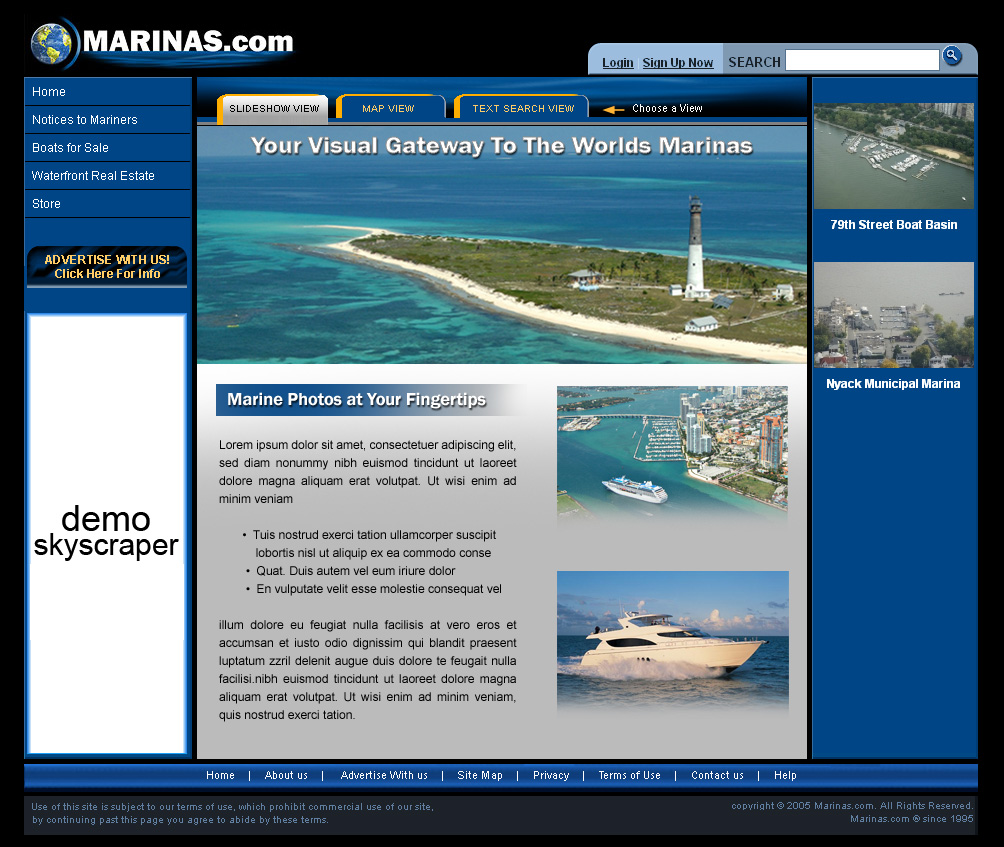 MARINAS.com
Login | Sign Up Now
SEARCH
Home
Notices to Mariners
Boats for Sale
Waterfront Real Estate
Store
ADVERTISE WITH US!
Click Here For Info
demo
skyscraper
SLIDESHOW VIEW
MAP VIEW
TEXT SEARCH VIEW
Choose a View
Your Visual Gateway To The Worlds Marinas
Marine Photos at Your Fingertips
Lorem ipsum dolor sit amet, consectetuer adipiscing elit,
sed diam nonummy nibh euismod tincidunt ut laoreet
dolore magna aliquam erat volutpat. Ut wisi enim ad
minim veniam
• Tuis nostrud exerci tation ullamcorper suscipit
lobortis nisl ut aliquip ex ea commodo conse
• Quat. Duis autem vel eum iriure dolor
• En vulputate velit esse molestie consequat vel
illum dolore eu feugiat nulla facilisis at vero eros et
accumsan et iusto odio dignissim qui blandit praesent
luptatum zzril delenit augue duis dolore te feugait nulla
facilisi.nibh euismod tincidunt ut laoreet dolore magna
aliquam erat volutpat. Ut wisi enim ad minim veniam,
quis nostrud exerci tation.
79th Street Boat Basin
Nyack Municipal Marina
Home | About us | Advertise With us | Site Map | Privacy | Terms of Use | Contact us | Help
Use of this site is subject to our terms of use, which prohibit commercial use of our site,
by continuing past this page you agree to abide by these terms.
copyright © 2005 Marinas.com. All Rights Reserved.
Marinas.com ® since 1995